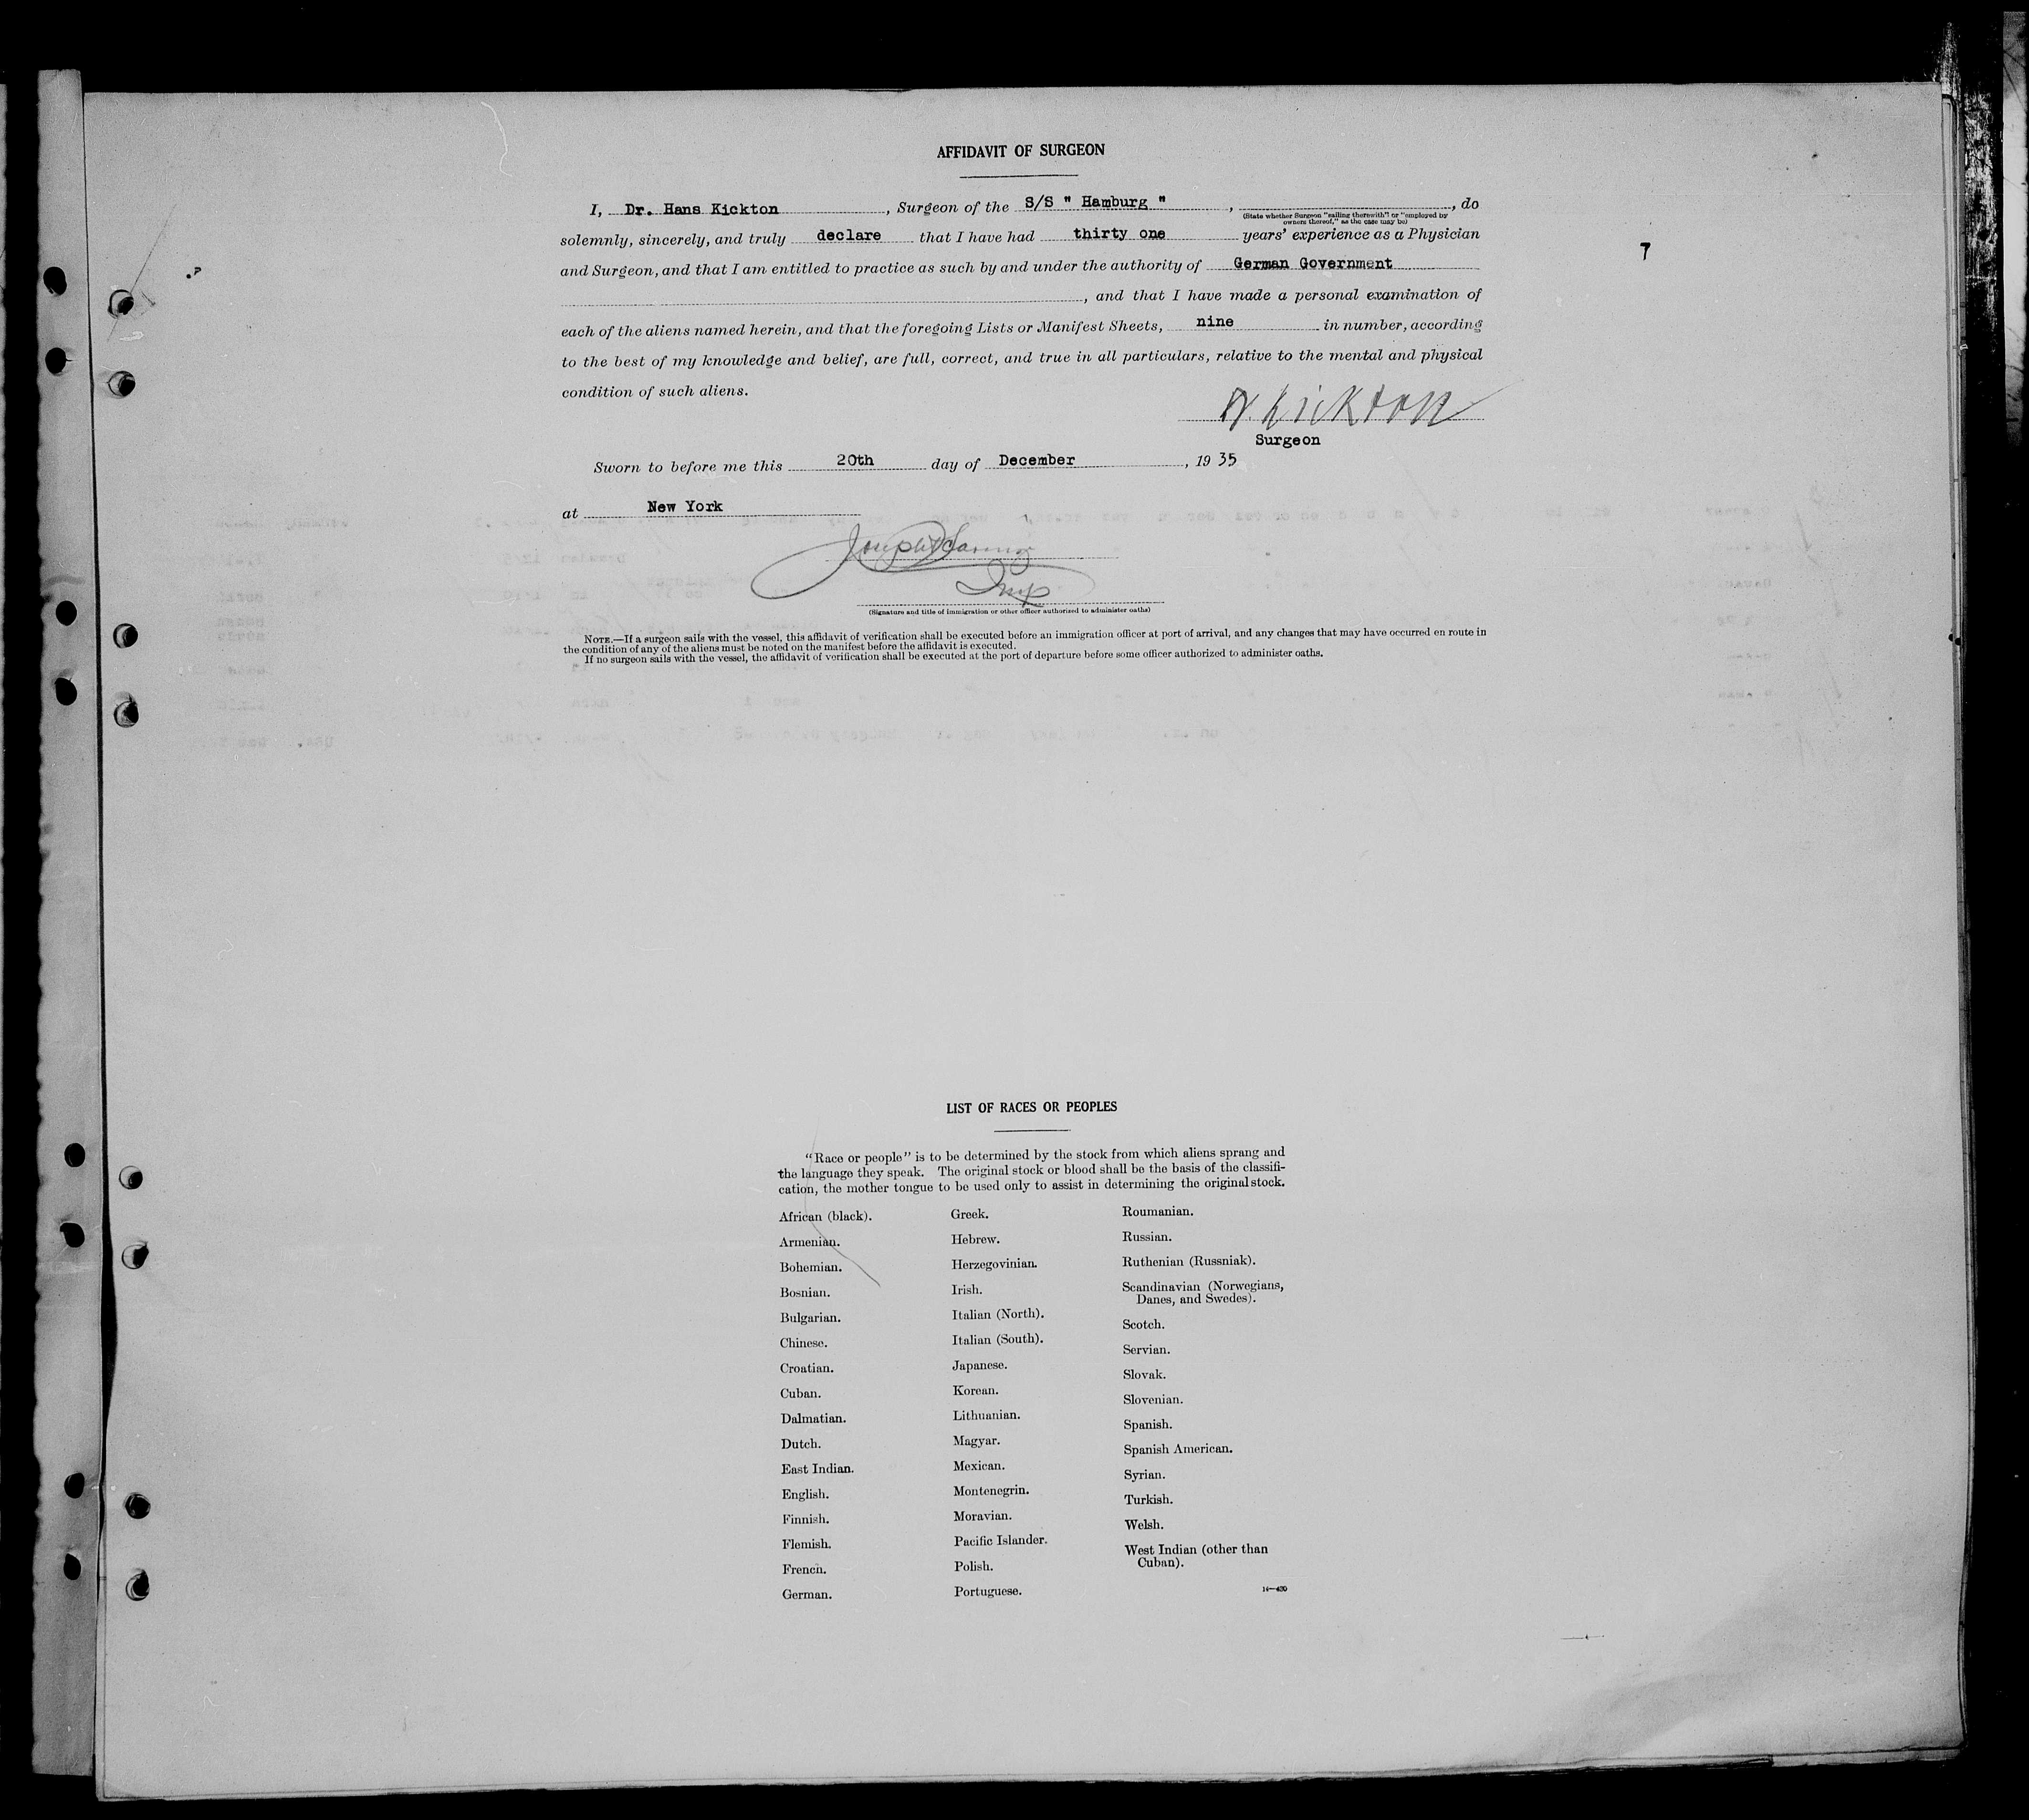 AFFIDAVIT OF SURGEON
I, Dr. Hans Kickton, Surgeon of the S/S " Hamburg ", , do
(State whether Surgeon "sailing therewith" or "employed by
owners thereof," as the case may be)
solemnly, sincerely, and truly declare that I have had thirty one years' experience as a Physician
7
and Surgeon, and that I am entitled to practice as such by and under the authority of German Government
, and that I have made a personal examination of
each of the aliens named herein, and that the foregoing Lists or Manifest Sheets, nine in number, according
to the best of my knowledge and belief, are full, correct, and true in all particulars, relative to the mental and physical
condition of such aliens.
Kickton
Surgeon
Sworn to before me this 20th day of December, 19 35
at New York
(Signature and title of immigration or other officer authorized to administer oaths)
NOTE.—If a surgeon sails with the vessel, this affidavit of verification shall be executed before an immigration officer at port of arrival, and any changes that may have occurred en route in
the condition of any of the aliens must be noted on the manifest before the affidavit is executed.
If no surgeon sails with the vessel, the affidavit of verification shall be executed at the port of departure before some officer authorized to administer oaths.
LIST OF RACES OR PEOPLES
"Race or people" is to be determined by the stock from which aliens sprang and
the language they speak. The original stock or blood shall be the basis of the classifi-
cation, the mother tongue to be used only to assist in determining the original stock.
African (black).
Armenian.
Bohemian.
Bosnian.
Bulgarian.
Chinese.
Croatian.
Cuban.
Dalmatian.
Dutch.
East Indian.
English.
Finnish.
Flemish.
French.
German.
Greek.
Hebrew.
Herzegovinian.
Irish.
Italian (North).
Italian (South).
Japanese.
Korean.
Lithuanian.
Magyar.
Mexican.
Montenegrin.
Moravian.
Pacific Islander.
Polish.
Portuguese.
Roumanian.
Russian.
Ruthenian (Russniak).
Scandinavian (Norwegians,
Danes, and Swedes).
Scotch.
Servian.
Slovak.
Slovenian.
Spanish.
Spanish American.
Syrian.
Turkish.
Welsh.
West Indian (other than
Cuban).
14—430